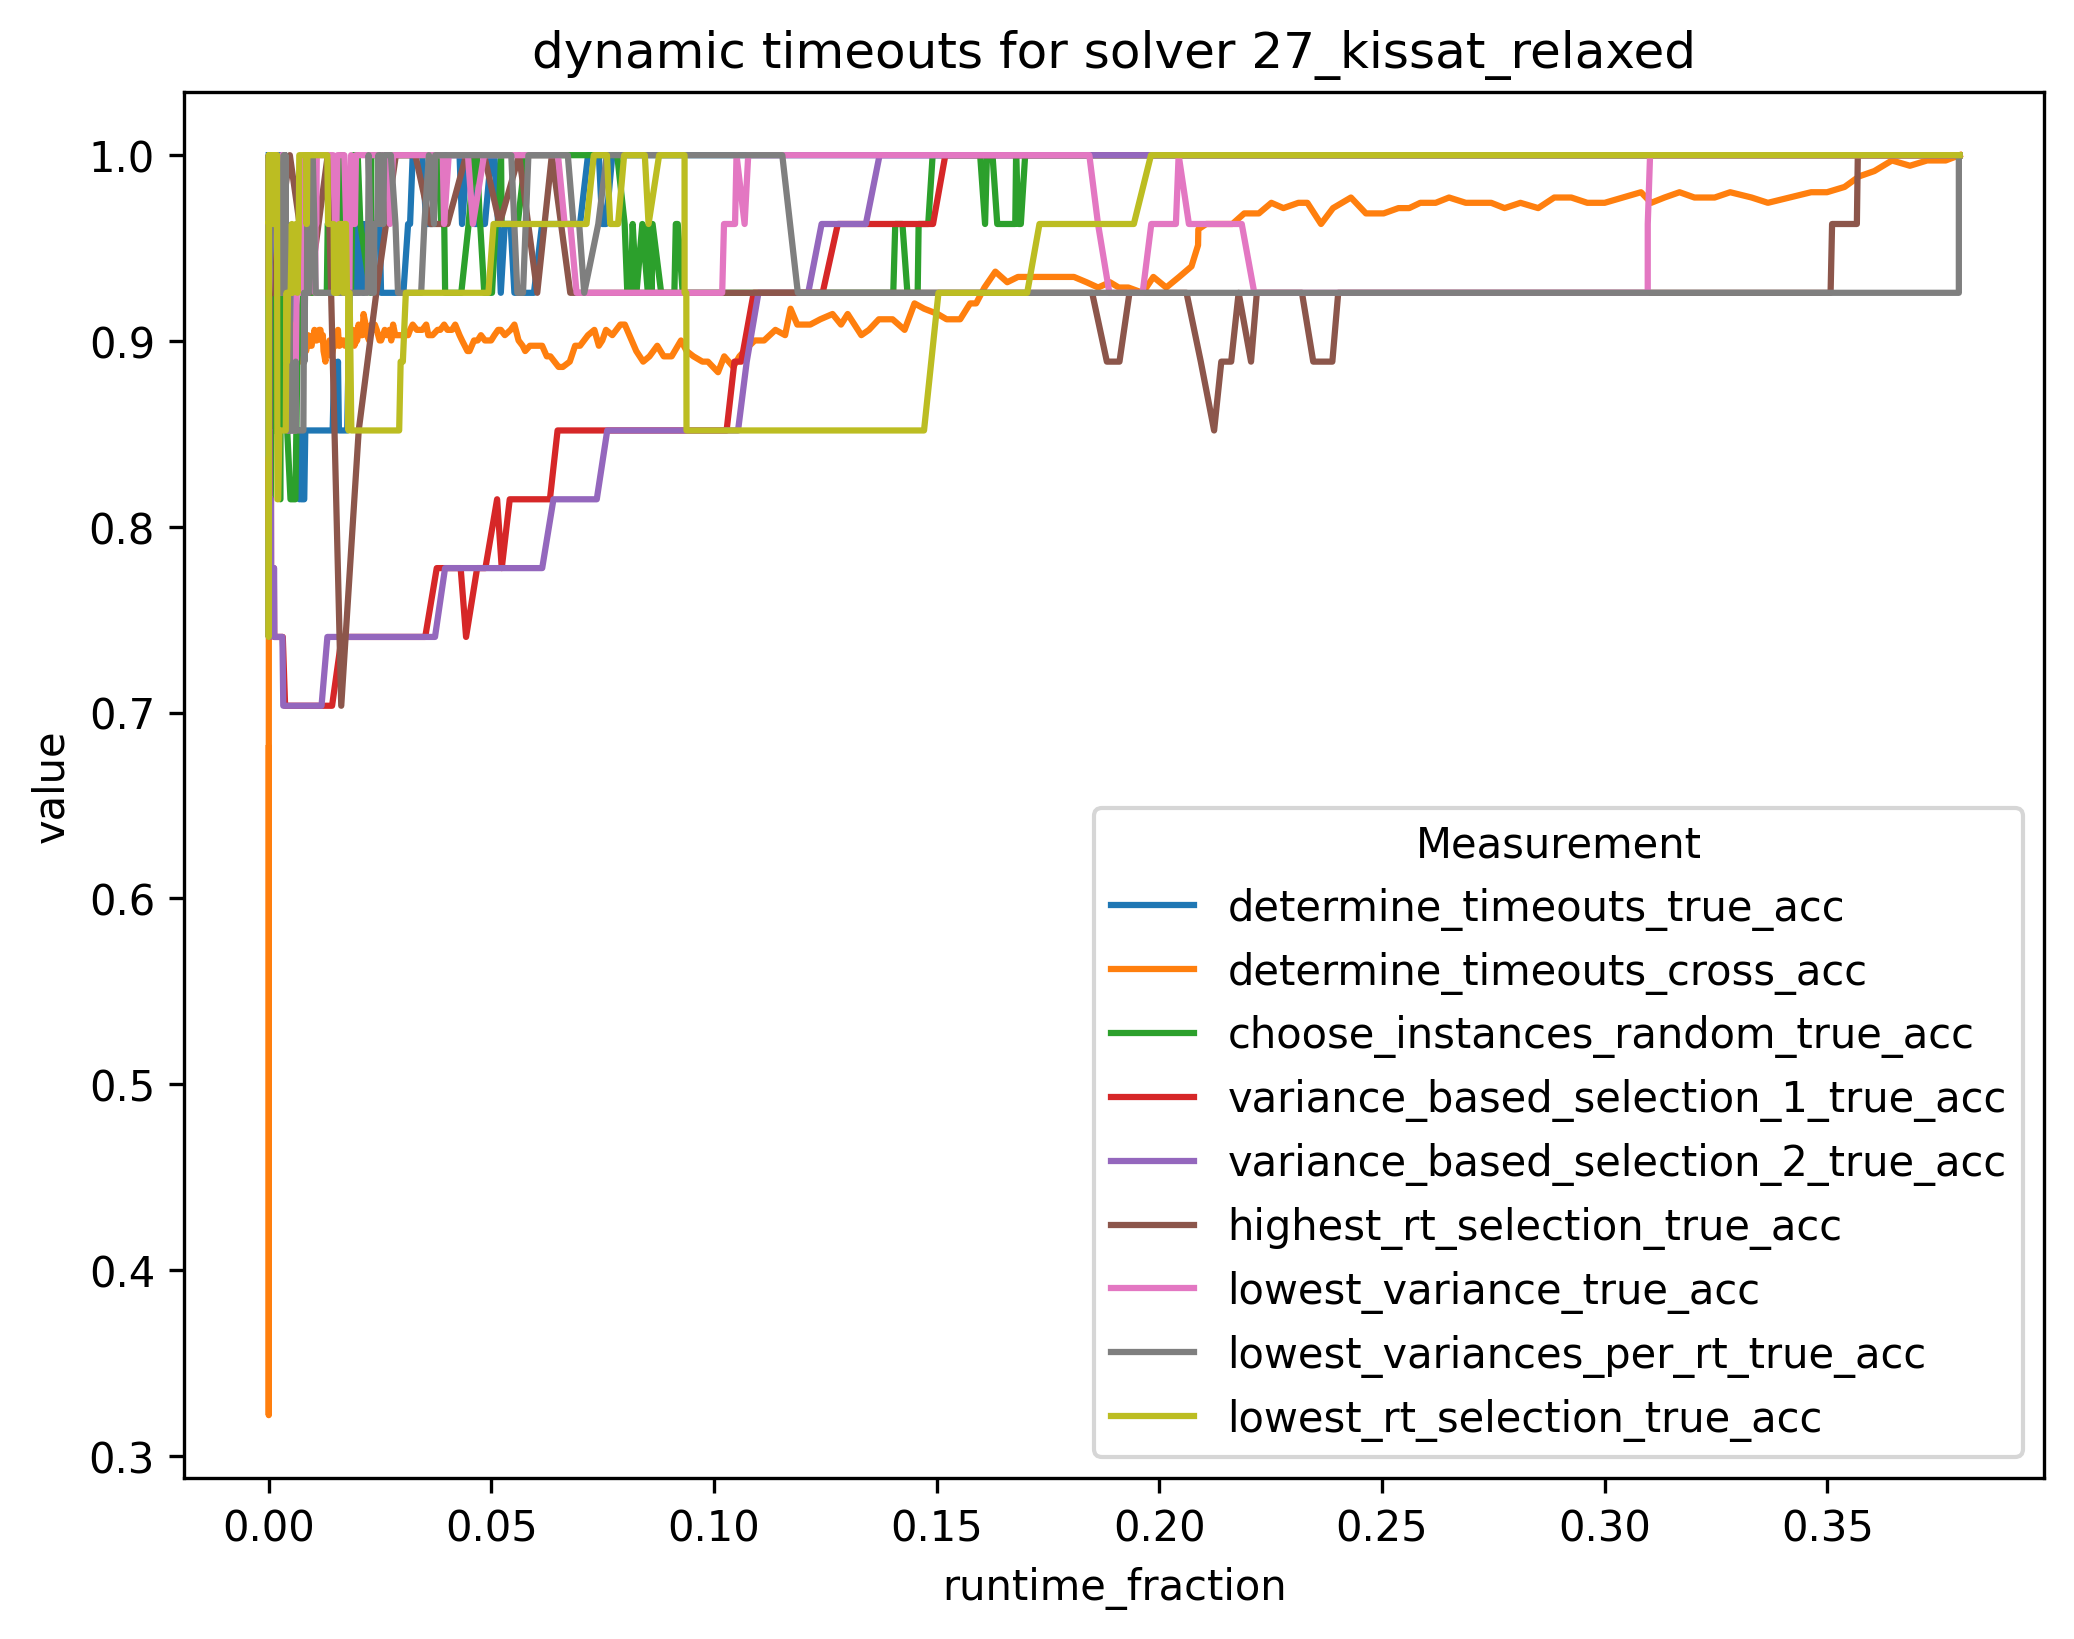 dynamic timeouts for solver 27_kissat_relaxed
1.0
0.9
0.8
0.7
0.6
0.5
0.4
0.3
value
Measurement
determine_timeouts_true_acc
determine_timeouts_cross_acc
choose_instances_random_true_acc
variance_based_selection_1_true_acc
variance_based_selection_2_true_acc
highest_rt_selection_true_acc
lowest_variance_true_acc
lowest_variances_per_rt_true_acc
lowest_rt_selection_true_acc
0.00 0.05 0.10 0.15 0.20 0.25 0.30 0.35
runtime_fraction